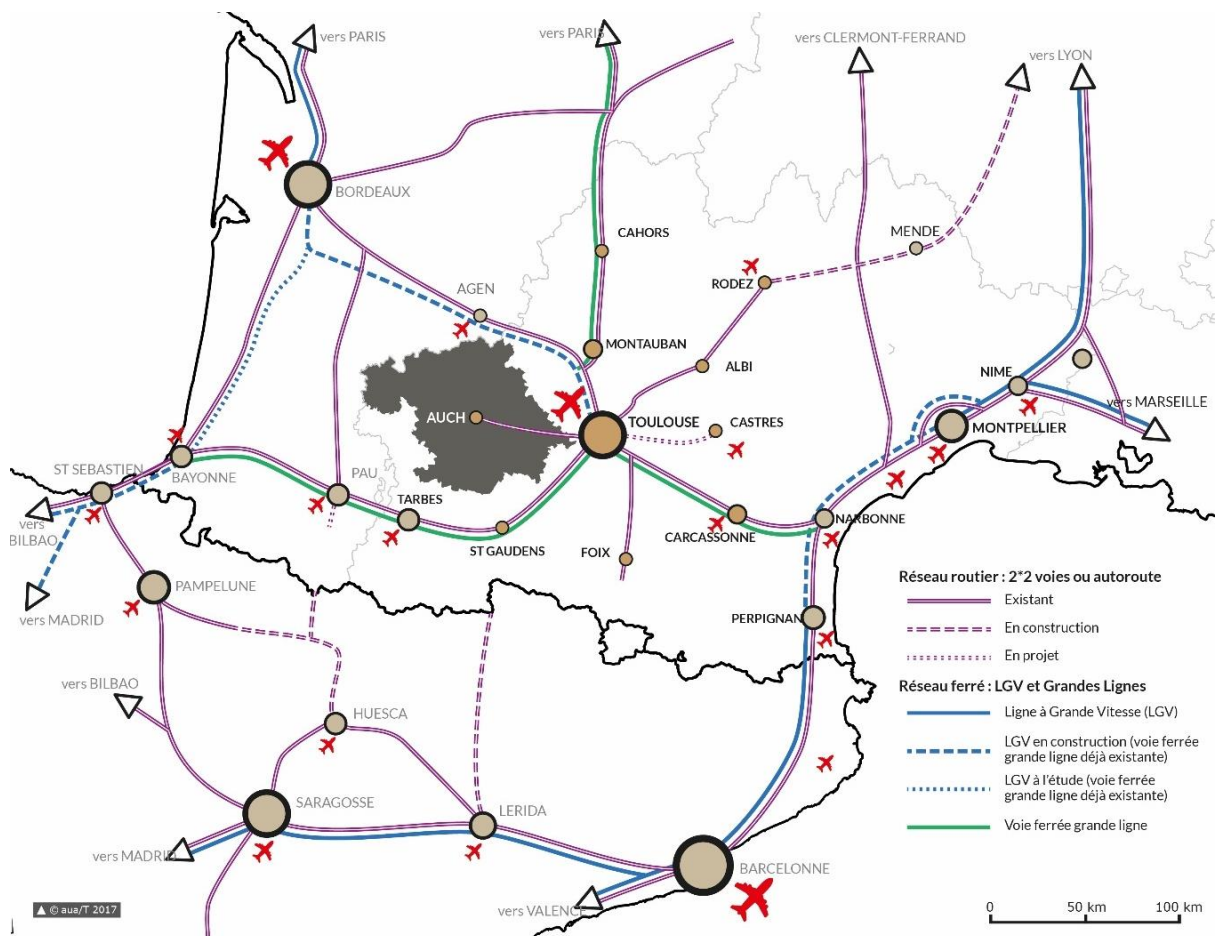 vers PARIS
vers PARIS
vers CLERMONT-FERRAND
vers LYON
BORDEAUX
CAHORS
MENDE
RODEZ
AGEN
MONTAUBAN
ALBI
NIME
AUCH
TOULOUSE
CASTRES
MONTPELLIER
vers MARSEILLE
ST SEBASTIEN
BAYONNE
PAU
TARBES
vers
BILBAO
ST GAUDENS
FOIX
CARCASSONNE
NARBONNE
PAMPELUNE
vers MADRID
PERPIGNAN
vers BILBAO
HUESCA
SARAGOSSE
LERIDA
vers MADRID
BARCELONNE
vers VALENCE
Réseau routier : 2*2 voies ou autoroute
Existant
En construction
En projet
Réseau ferré : LGV et Grandes Lignes
Ligne à Grande Vitesse (LGV)
LGV en construction (voie ferrée
grande ligne déjà existante)
LGV à l'étude (voie ferrée
grande ligne déjà existante)
Voie ferrée grande ligne
▲ © aua/T 2017
0 50 km 100 km